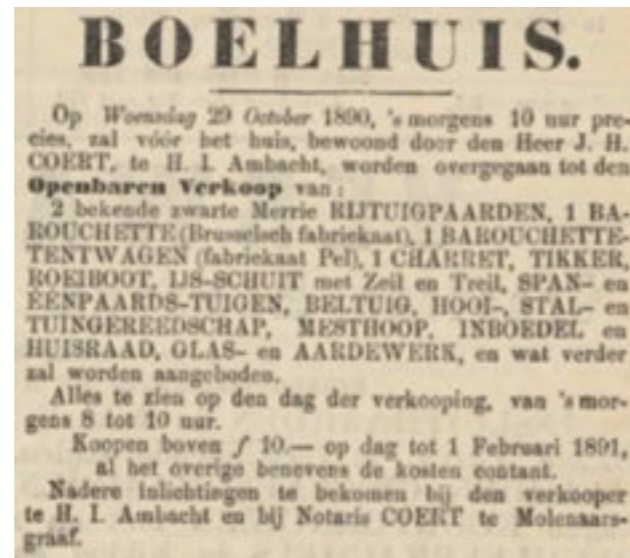 BOELHUIS.
Op Woensdag 29 October 1890, 's morgens 10 uur pre-
cies, zal vóór het huis, bewoond door den Heer J. H.
COERT, te H. I. Ambacht, worden overgegaan tot den
Openbaren Verkoop van:
2 bekende zwarte Merrie RIJTUIGPAARDEN, 1 BA-
ROUCHETTE (Brusselsch fabriekaat), 1 BAROUCHETTE-
TENTWAGEN (fabriekaat Pel), 1 CHARRET, TIKKER,
ROEIBOOT, IJS-SCHUIT met Zeil en Treil, SPAN- en
EENPAARDS-TUIGEN, BELTUIG, HOOI-, STAL- en
TUINGEREEDSCHAP, MESTHOOP, INBOEDEL en
HUISRAAD, GLAS- en AARDEWERK, en wat verder
zal worden aangeboden.
Alles te zien op den dag der verkooping, van 's mor-
gens 8 tot 10 uur.
Koopen boven ƒ 10.— op dag tot 1 Februari 1891,
al het overige benevens de kosten contant.
Nadere inlichtingen te bekomen bij den verkooper
te H. I. Ambacht en bij Notaris COERT te Molenaars-
graaf.